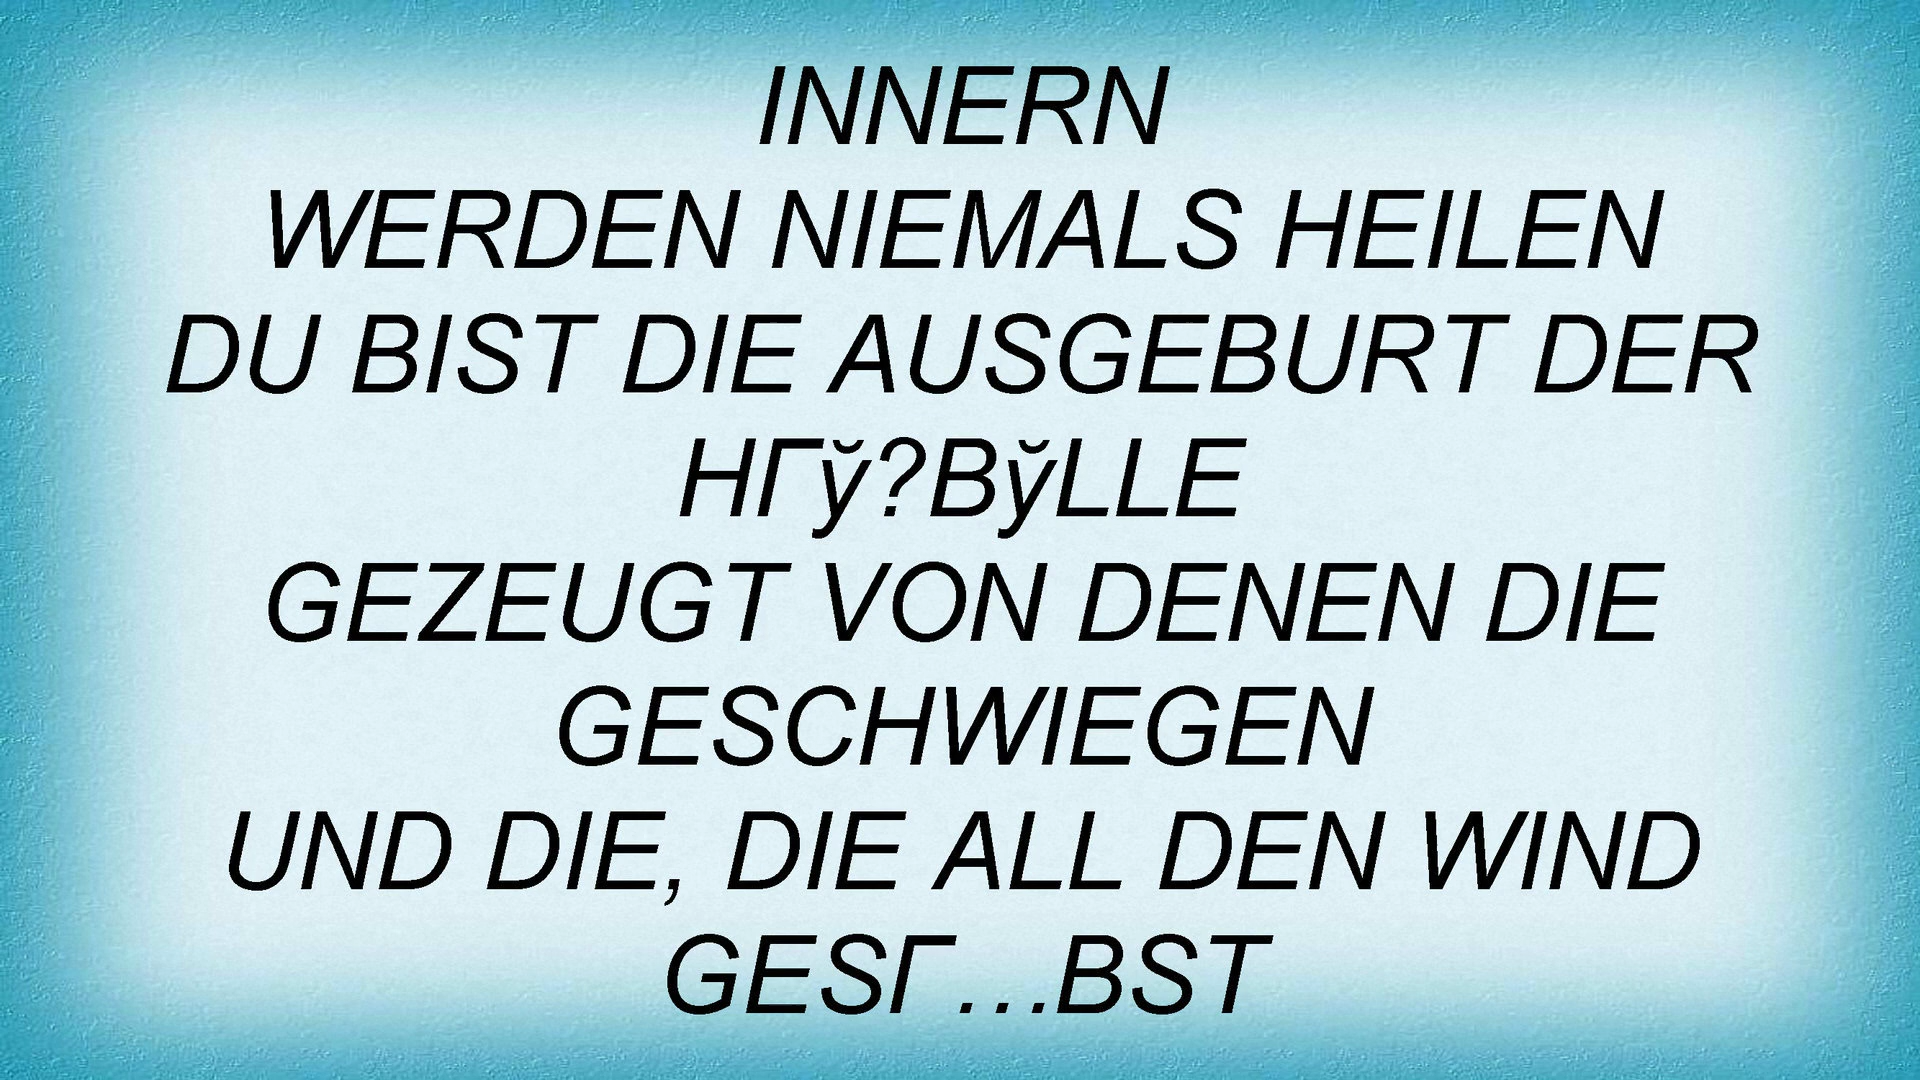 INNERN
WERDEN NIEMALS HEILEN
DU BIST DIE AUSGEBURT DER
HГў?BўLLE
GEZEUGT VON DENEN DIE
GESCHWIEGEN
UND DIE, DIE ALL DEN WIND
GESГ…BST